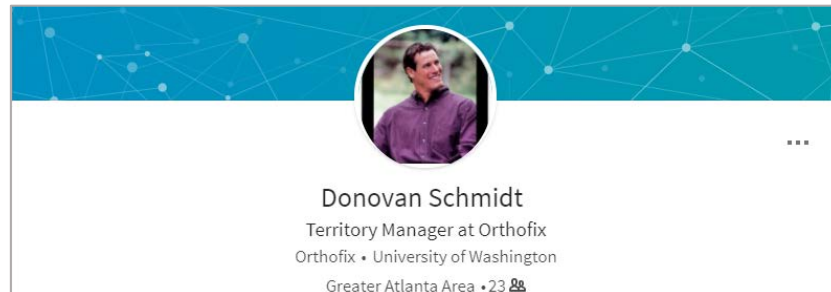 Donovan Schmidt
Territory Manager at Orthofix
Orthofix • University of Washington
Greater Atlanta Area • 23